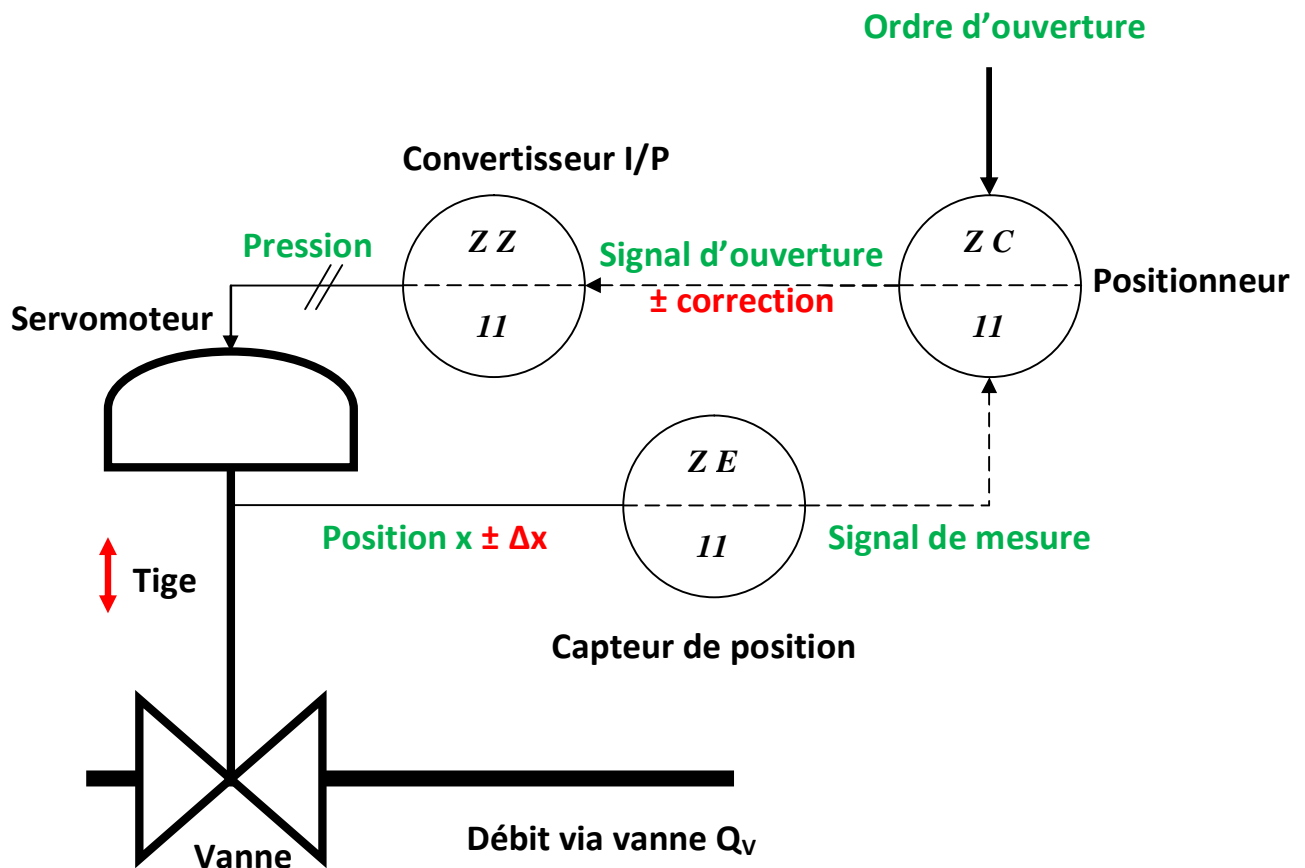 Ordre d’ouverture
Convertisseur I/P
Z Z
11
Z C
11
Pression
Signal d’ouverture
± correction
Positionneur
Servomoteur
Z E
11
Position x ± Δx
Signal de mesure
Tige
Capteur de position
Débit via vanne QV
Vanne